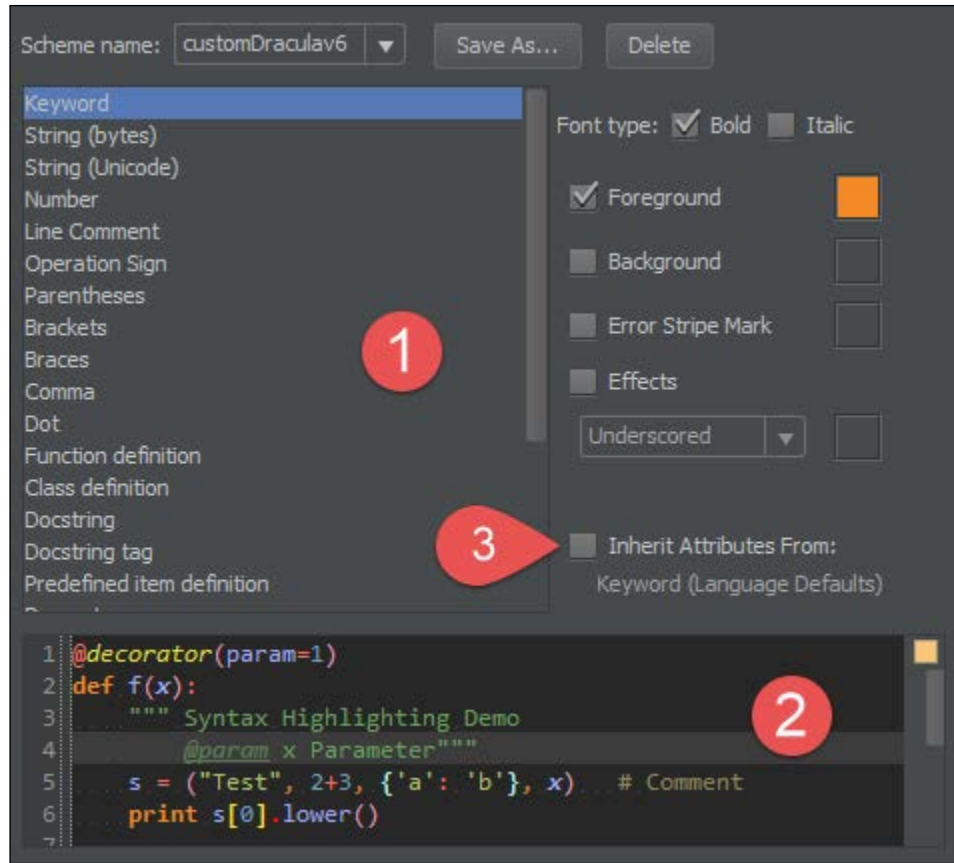 Scheme name: customDraculav6 Save As... Delete
Keyword
String (bytes)
String (Unicode)
Number
Line Comment
Operation Sign
Parentheses
Brackets
Braces
Comma
Dot
Function definition
Class definition
Docstring
Docstring tag
Predefined item definition
1
Font type: Bold Italic
Foreground
Background
Error Stripe Mark
Effects
Underscored
3
Inherit Attributes From:
Keyword (Language Defaults)
1 @decorator(param=1)
2 def f(x):
3 """ Syntax Highlighting Demo
4 @param x Parameter"""
5 s = ("Test", 2+3, {'a': 'b'}, x) # Comment
6 print s[0].lower()
7
2